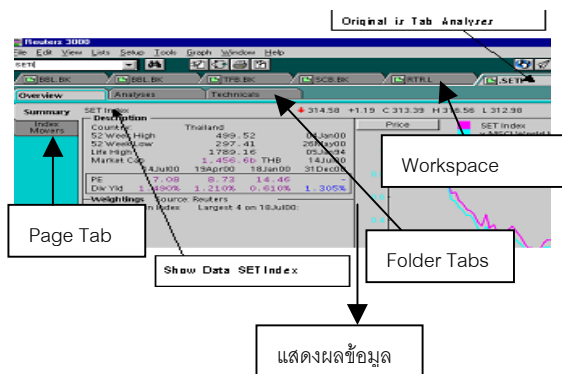 Original is Tab Analyzer
Reuters 3000
File Edit View Lists Setup Tools Graph Window Help
BBL.BK BBL.BK TPB.BK SCB.BK RTR.L .SETI
Overview Analyses Technicals
Summary SET Index 314.58 +1.19 C 313.39 H 316.56 L 312.98
Index Movers
Description
Country: Thailand
52 Week High 499.52 04Jan00
52 Week Low 297.41 26May00
Life High 1789.16 05Jan94
Market Cap 1,456.6b THB 14Jul00
14Jul00 19Apr00 18Jan00 31Dec00
PE 7.08 8.73 14.46 -
Div Yld 1.490% 1.210% 0.610% 1.305%
Weightings Source: Reuters
Index Largest 4 on 18Jul00:
Price
SET Index
Workspace
Page Tab
Folder Tabs
Show Data SET Index
แสดงผลข้อมูล